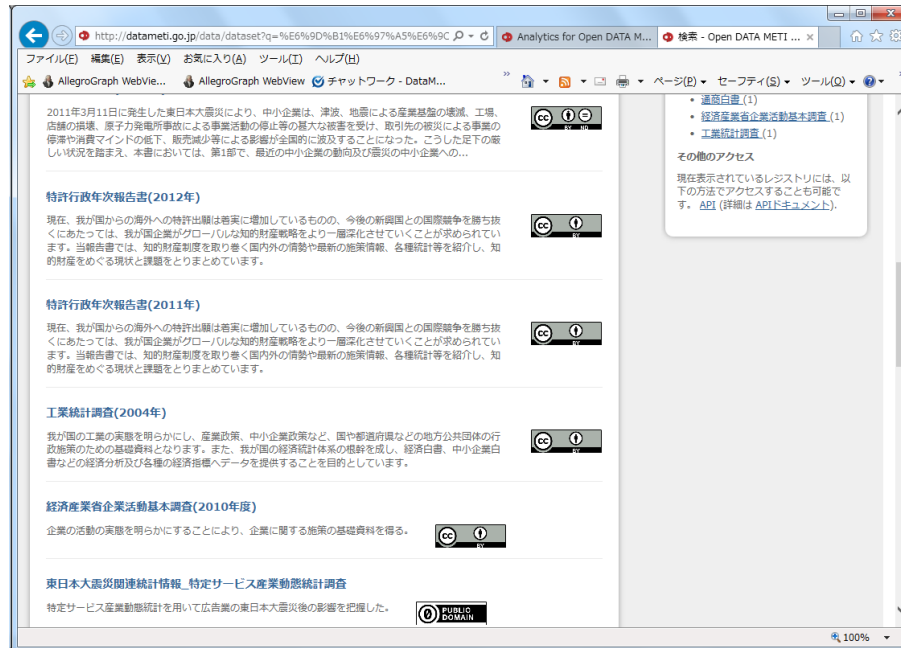 http://datameti.go.jp/data/dataset?q=%E6%9D%B1%E6%97%A5%E6%9C
Analytics for Open DATA M...
検索 - Open DATA METI ...
ファイル(F) 編集(E) 表示(V) お気に入り(A) ツール(T) ヘルプ(H)
AllegroGraph WebVie... AllegroGraph WebView チャットワーク - DataM...
ページ(P) セーフティ(S) ツール(O)
2011年3月11日に発生した東日本大震災により、中小企業は、津波、地震による産業基盤の壊滅、工場、
店舗の損壊、原子力発電所事故による事業活動の停止等の甚大な被害を受け、取引先の被災による事業の
停滞や消費マインドの低下、販売減少等による影響が全国的に波及することになった。こうした足下の厳
しい状況を踏まえ、本書においては、第1部で、最近の中小企業の動向及び震災の中小企業への...
cc BY ND
特許行政年次報告書(2012年)
現在、我が国からの海外への特許出願は着実に増加しているものの、今後の新興国との国際競争を勝ち抜
くにあたっては、我が国企業がグローバルな知的財産戦略をより一層深化させていくことが求められてい
ます。当報告書では、知的財産制度を取り巻く国内外の情勢や最新の施策情報、各種統計等を紹介し、知
的財産をめぐる現状と課題をとりまとめています。
cc BY
特許行政年次報告書(2011年)
現在、我が国からの海外への特許出願は着実に増加しているものの、今後の新興国との国際競争を勝ち抜
くにあたっては、我が国企業がグローバルな知的財産戦略をより一層深化させていくことが求められてい
ます。当報告書では、知的財産制度を取り巻く国内外の情勢や最新の施策情報、各種統計等を紹介し、知
的財産をめぐる現状と課題をとりまとめています。
cc BY
工業統計調査(2004年)
我が国の工業の実態を明らかにし、産業政策、中小企業政策など、国や都道府県などの地方公共団体の行
政施策のための基礎資料となります。また、我が国の経済統計体系の根幹を成し、経済白書、中小企業白
書などの経済分析及び各種の経済指標へデータを提供することを目的としています。
cc BY
経済産業省企業活動基本調査(2010年度)
企業の活動の実態を明らかにすることにより、企業に関する施策の基礎資料を得る。
cc BY
東日本大震災関連統計情報_特定サービス産業動態統計調査
特定サービス産業動態統計を用いて広告業の東日本大震災後の影響を把握した。
PUBLIC
DOMAIN
通商白書 (1)
経済産業省企業活動基本調査 (1)
工業統計調査 (1)
その他のアクセス
現在表示されているレジストリには、以
下の方法でアクセスすることも可能で
す。 API (詳細は APIドキュメント).
100%